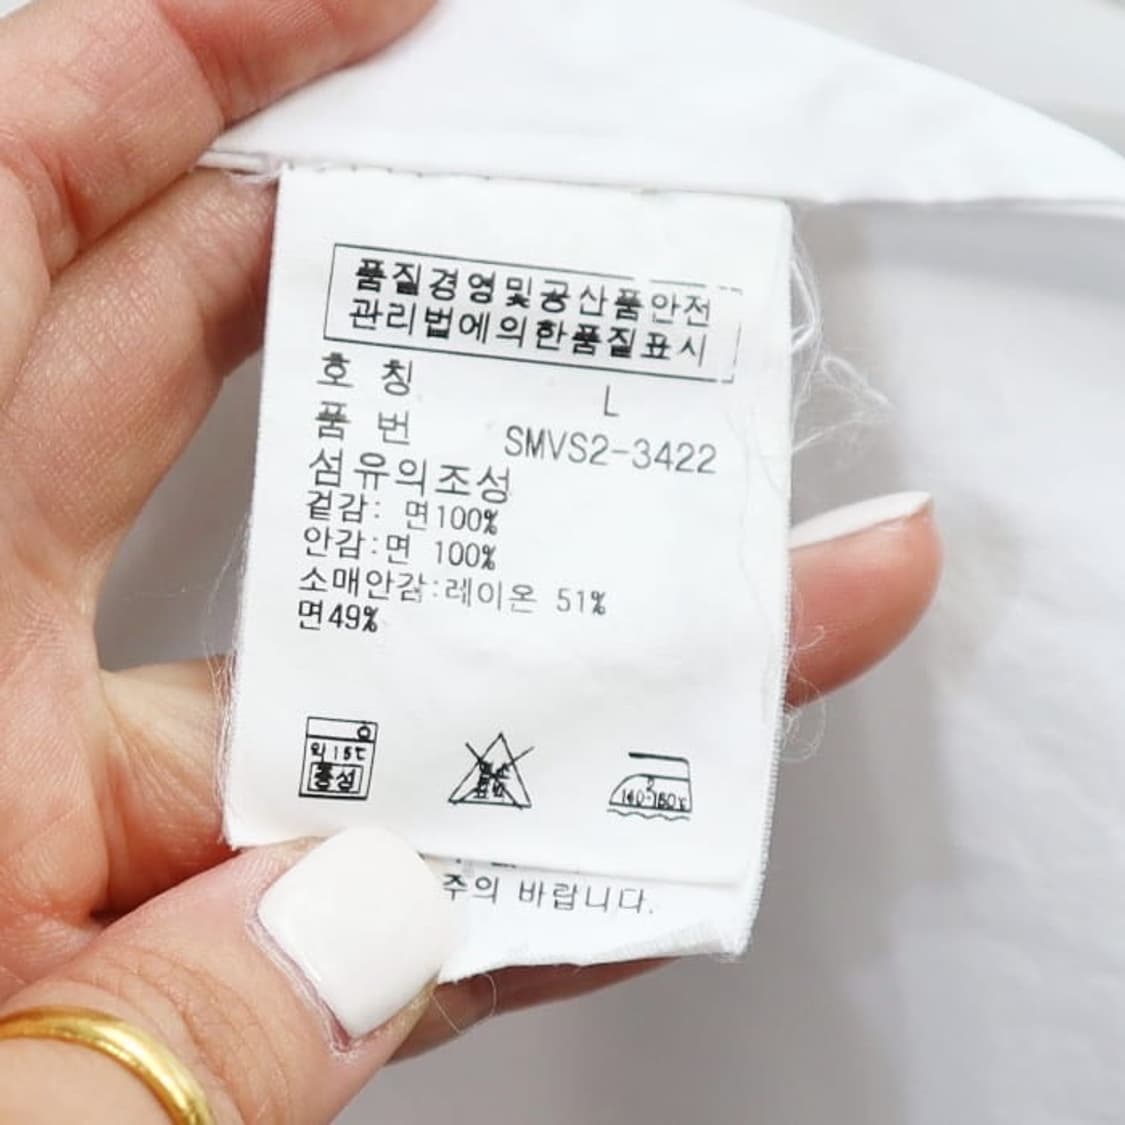 품질경영및공산품안전
관리법에의한품질표시
호 칭 L
품 번 SMVS2-3422
섬유의조성
겉감: 면100%
안감:면 100%
소매안감:레이온 51%
면49%
중성
140~160℃
주의 바랍니다.